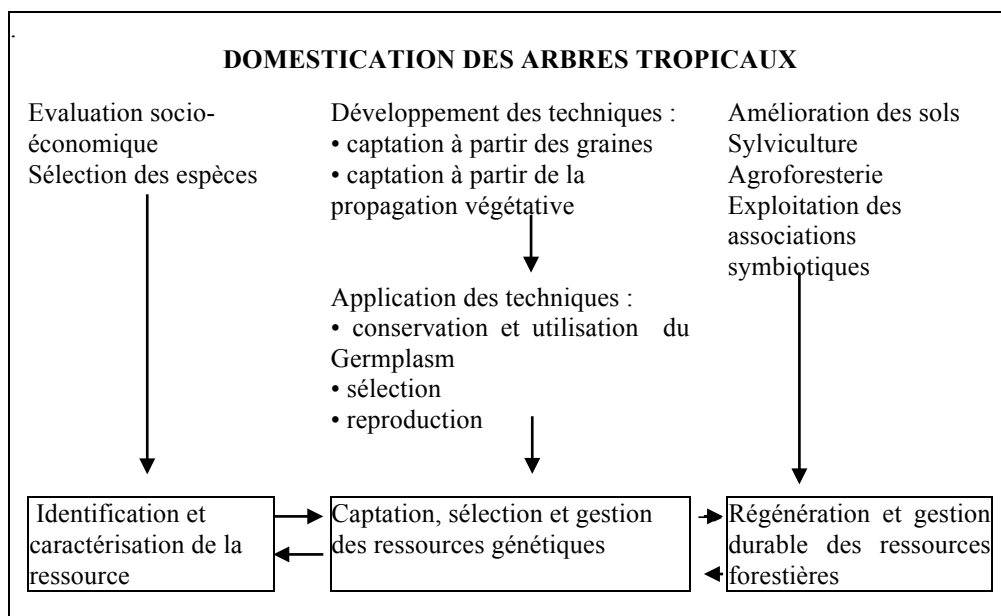 DOMESTICATION DES ARBRES TROPICAUX
Evaluation socio-
économique
Sélection des espèces
Développement des techniques :
• captation à partir des graines
• captation à partir de la
propagation végétative
Application des techniques :
• conservation et utilisation du
Germplasm
• sélection
• reproduction
Amélioration des sols
Sylviculture
Agroforesterie
Exploitation des
associations
symbiotiques
Identification et
caractérisation de la
ressource
Captation, sélection et gestion
des ressources génétiques
Régénération et gestion
durable des ressources
forestières